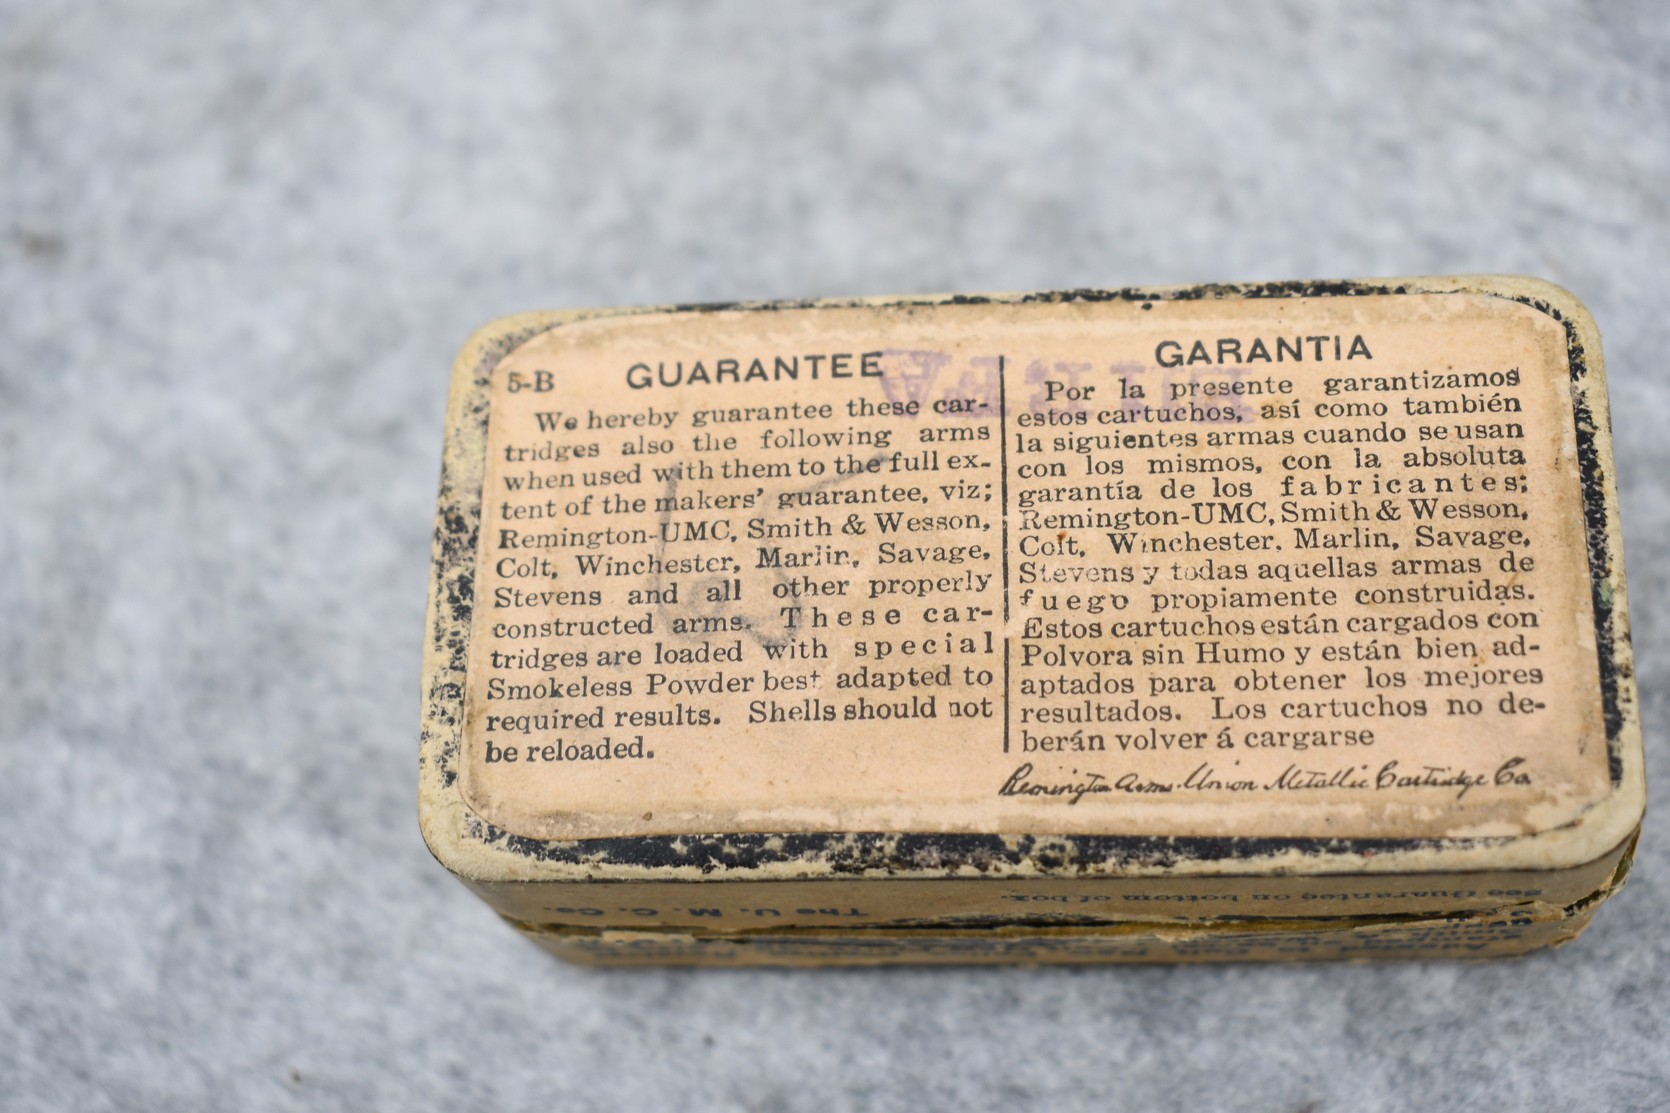 5-B GUARANTEE
We hereby guarantee these car-
tridges also the following arms
when used with them to the full ex-
tent of the makers' guarantee, viz;
Remington-UMC, Smith & Wesson,
Colt, Winchester, Marlin, Savage,
Stevens and all other properly
constructed arms. These car-
tridges are loaded with special
Smokeless Powder best adapted to
required results. Shells should not
be reloaded.
GARANTIA
Por la presente garantizamos
estos cartuchos, así como también
la siguientes armas cuando se usan
con los mismos, con la absoluta
garantía de los fabricantes;
Remington-UMC, Smith & Wesson,
Colt, Winchester, Marlin, Savage,
Stevens y todas aquellas armas de
fuego propiamente construidas.
Estos cartuchos están cargados con
Polvora sin Humo y están bien ad-
aptados para obtener los mejores
resultados. Los cartuchos no de-
berán volver á cargarse
Remington Arms-Union Metallic Cartridge Co
See Guarantee on bottom of box.
The U. M. C. Co.